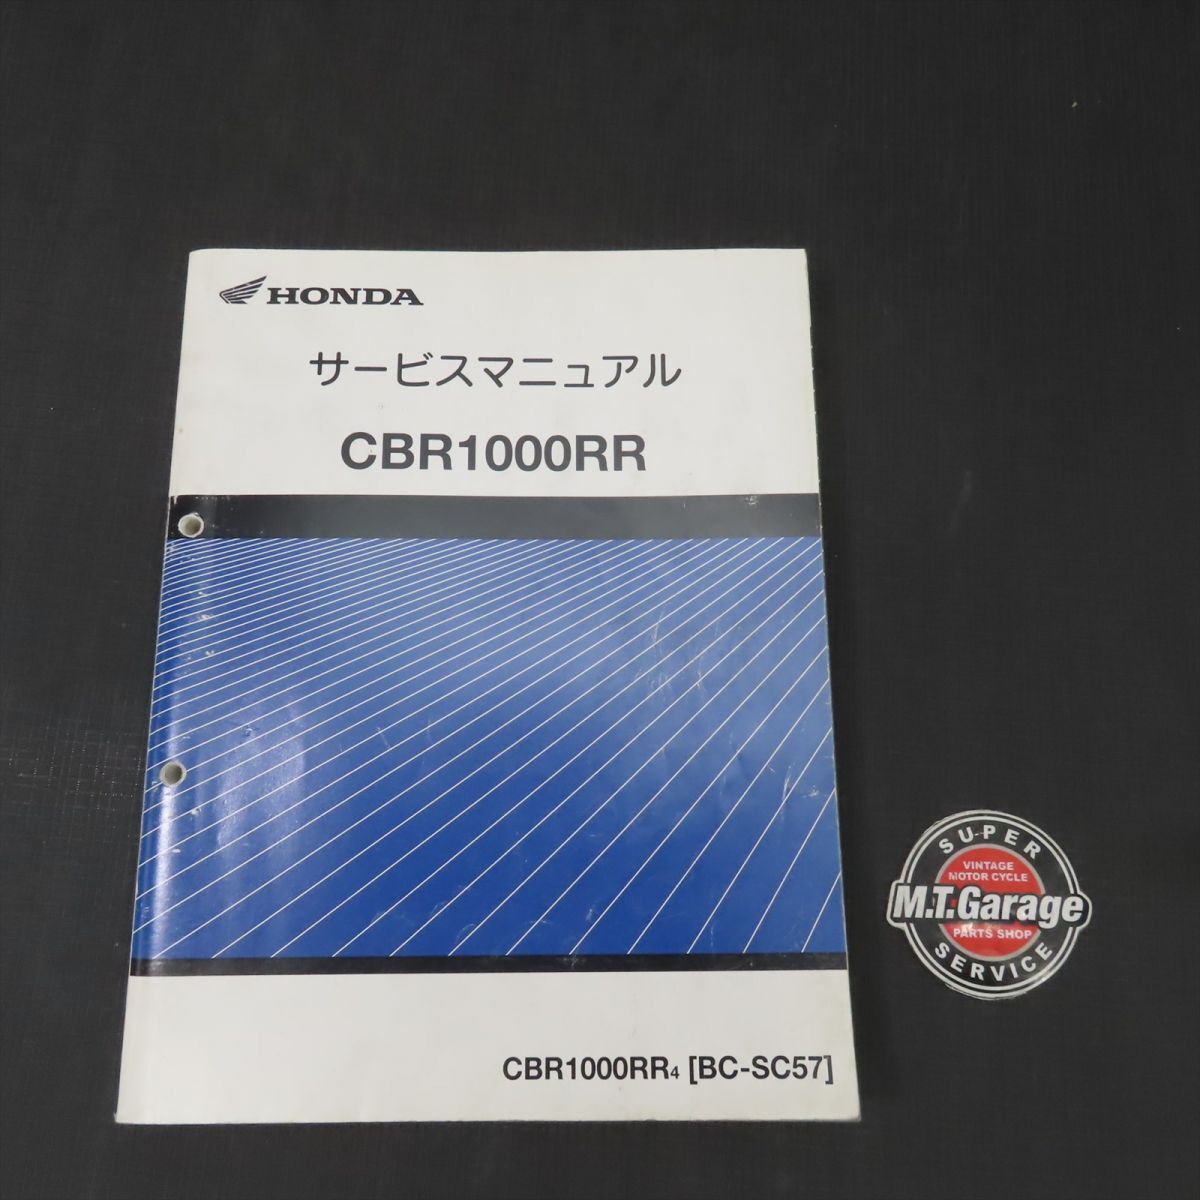 HONDA
サービスマニュアル
CBR1000RR
CBR1000RR4 [BC-SC57]
SUPER
VINTAGE
MOTOR CYCLE
M.T.Garage
PARTS SHOP
SERVICE